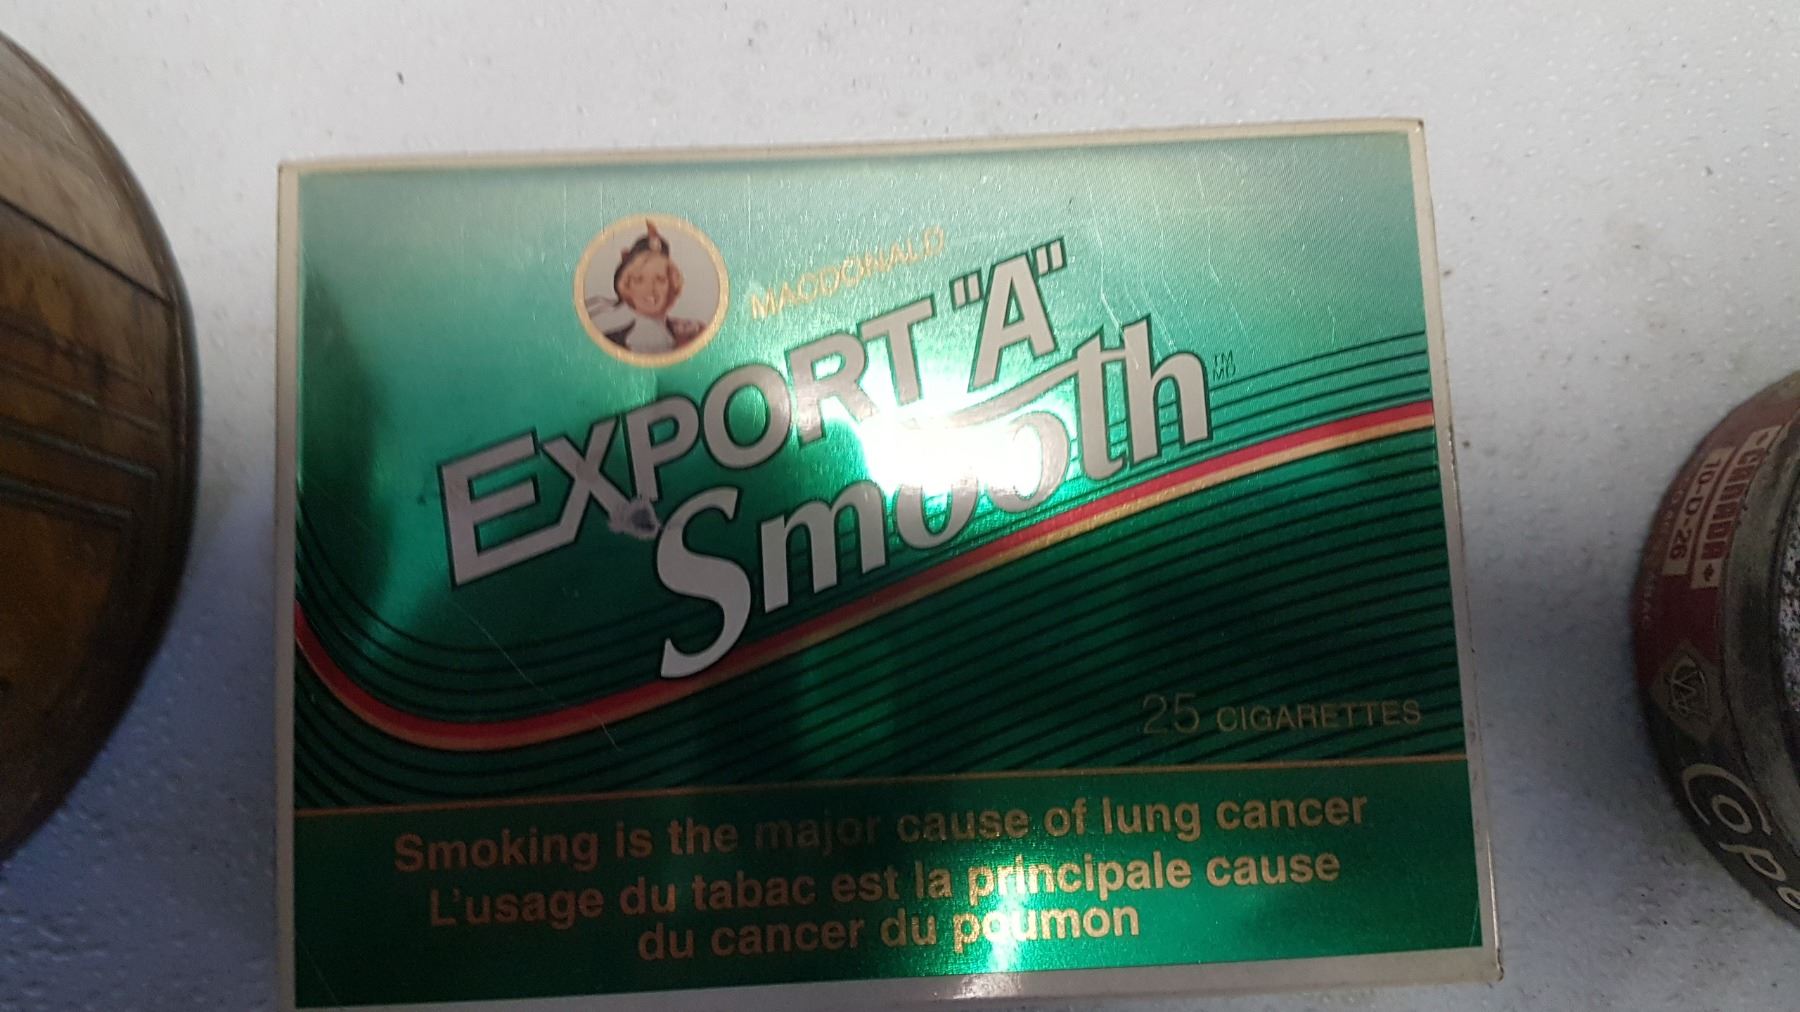 MACDONALD
EXPORT "A"
Smooth
TM
MD
25 CIGARETTES
Smoking is the major cause of lung cancer
L'usage du tabac est la principale cause
du cancer du poumon
CANADA
10-D-26
Cope